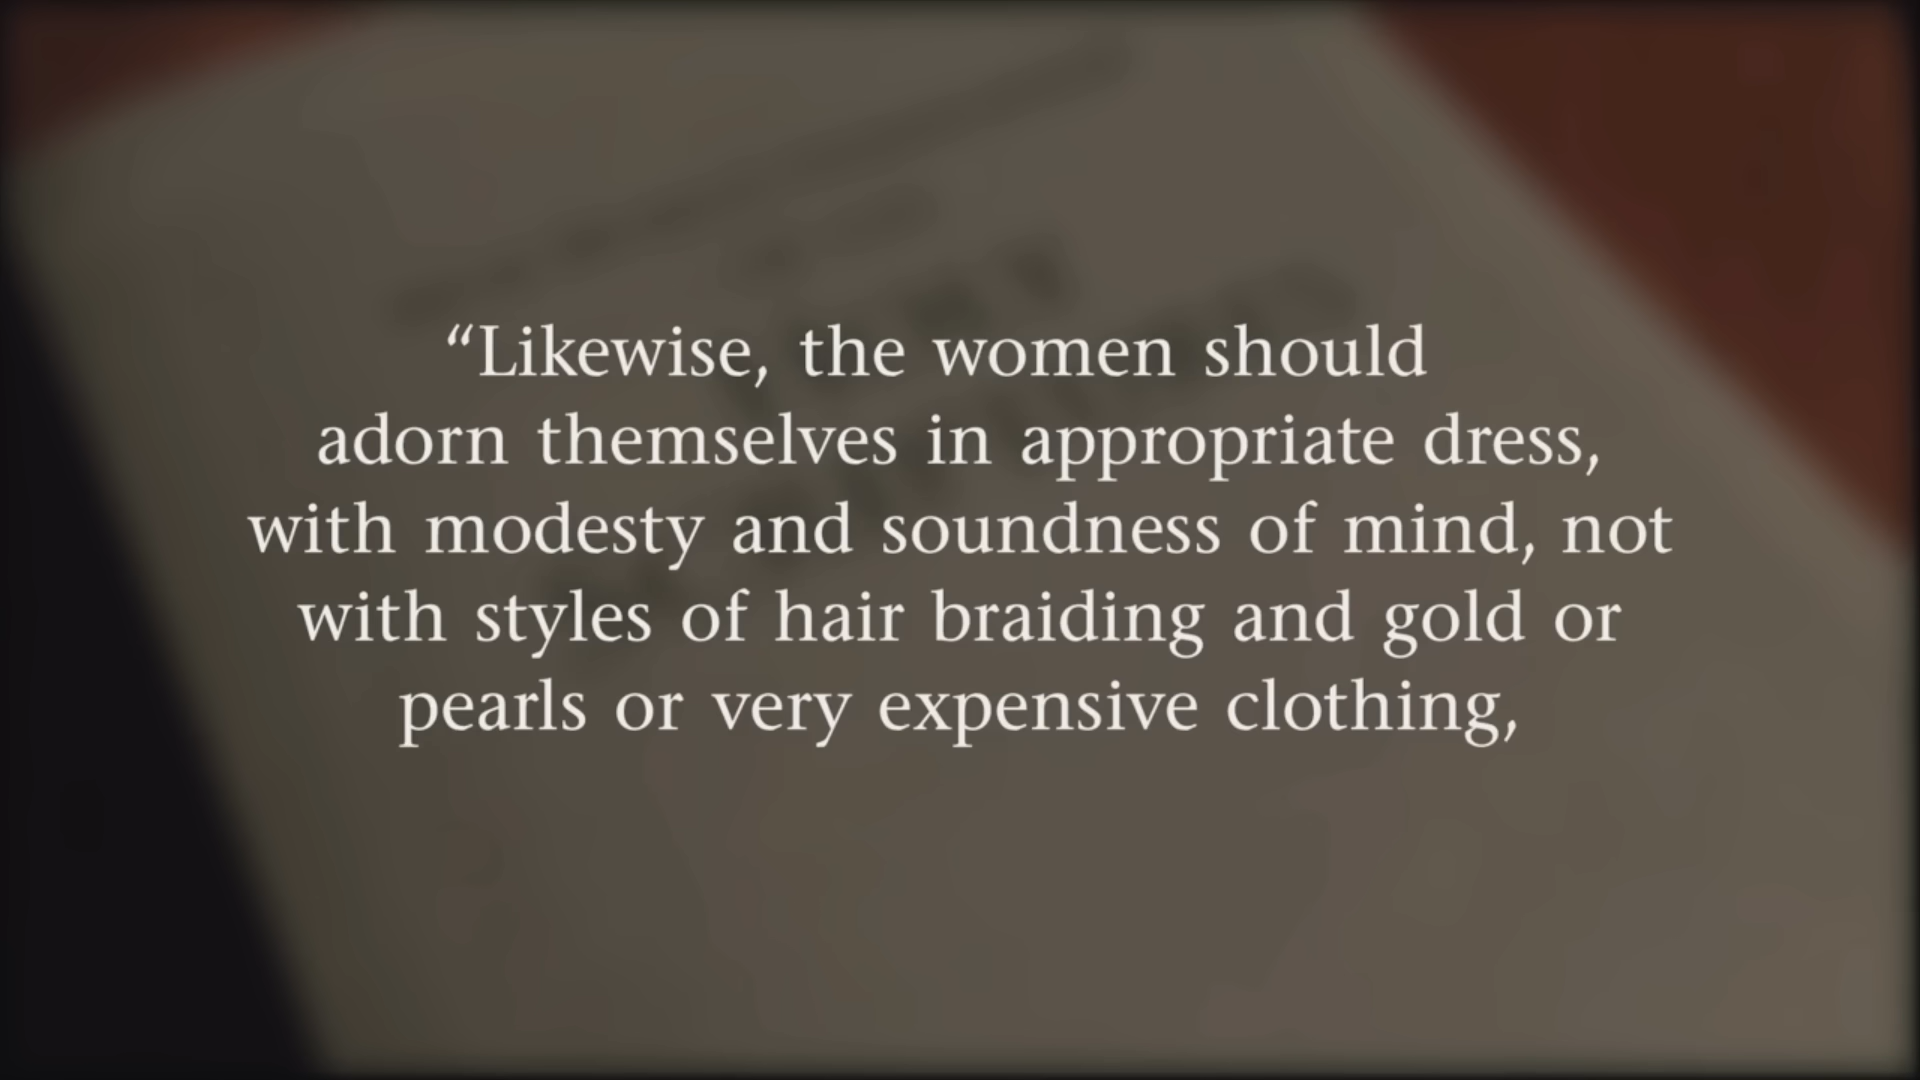 “Likewise, the women should
adorn themselves in appropriate dress,
with modesty and soundness of mind, not
with styles of hair braiding and gold or
pearls or very expensive clothing,